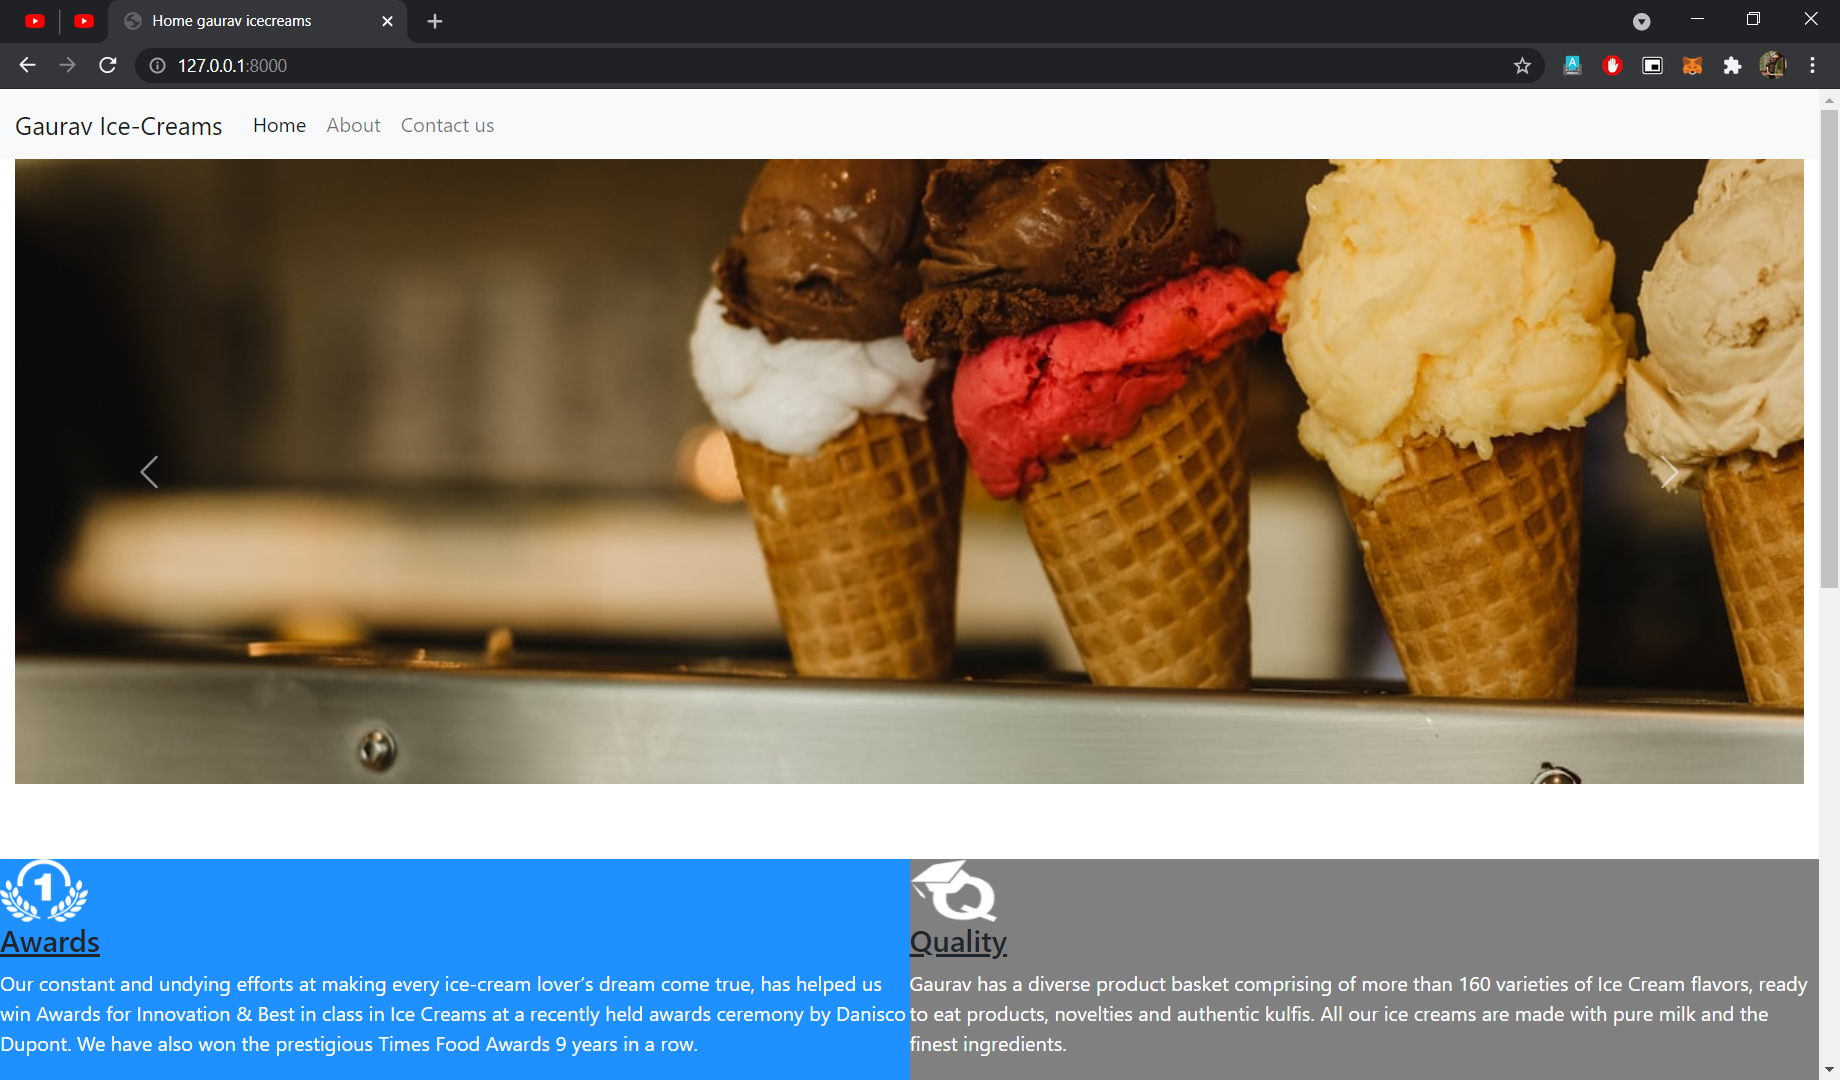 Home gaurav icecreams
127.0.0.1:8000
A
Gaurav Ice-Creams Home About Contact us
1
Awards
Our constant and undying efforts at making every ice-cream lover’s dream come true, has helped us
win Awards for Innovation & Best in class in Ice Creams at a recently held awards ceremony by Danisco
Dupont. We have also won the prestigious Times Food Awards 9 years in a row.
Q
Quality
Gaurav has a diverse product basket comprising of more than 160 varieties of Ice Cream flavors, ready
to eat products, novelties and authentic kulfis. All our ice creams are made with pure milk and the
finest ingredients.